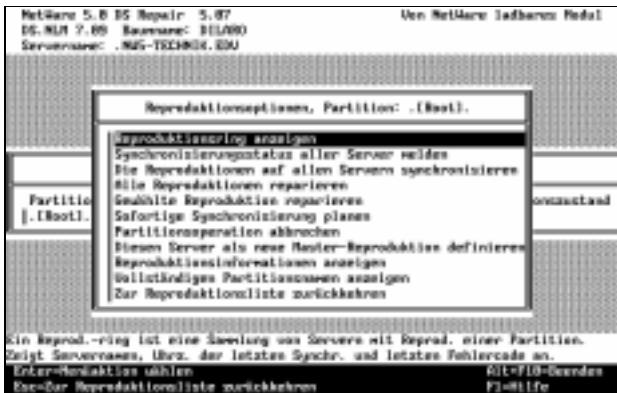 NetWare 5.0 DS Repair 5.07 Von NetWare ladbares Modul
DS.NLM 7.09 Baumname: DILABO
Servername: .NW5-TECHNIK.EDU
Reproduktionsoptionen, Partition: .[Root].
Reproduktionsring anzeigen
Synchronisierungsstatus aller Server melden
Die Reproduktionen auf allen Servern synchronisieren
Alle Reproduktionen reparieren
Gewählte Reproduktion reparieren
Sofortige Synchronisierung planen
Partitionsoperation abbrechen
Diesen Server als neue Master-Reproduktion definieren
Reproduktionsinformationen anzeigen
Vollständigen Partitionsnamen anzeigen
Zur Reproduktionsliste zurückkehren
Partitio onszustand
.[Root].
Ein Reprod.-ring ist eine Sammlung von Servern mit Reprod. einer Partition.
Zeigt Servernamen, Uhrz. der letzten Synchr. und letzten Fehlercode an.
Enter=Menüaktion wählen Alt+F10=Beenden
Esc=Zur Reproduktionsliste zurückkehren F1=Hilfe